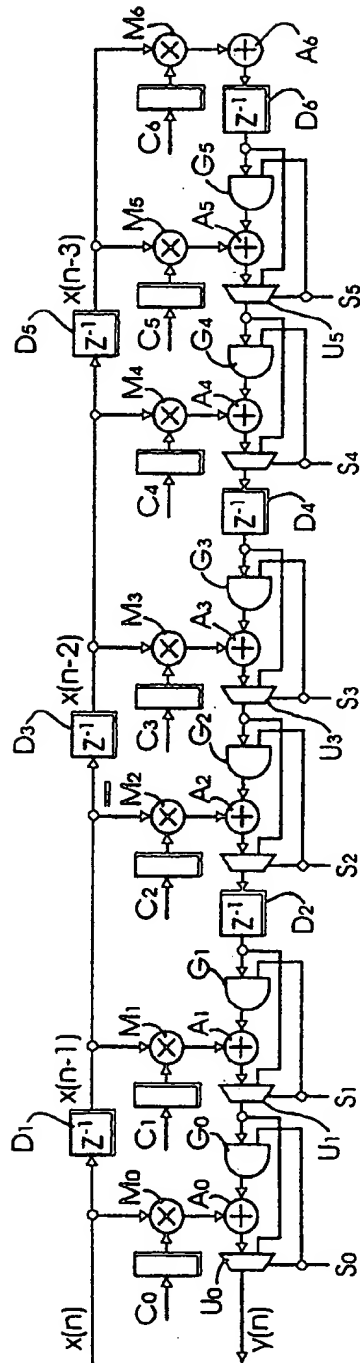 x(n)
D1
Z-1
x(n-1)
D3
Z-1
x(n-2)
D5
Z-1
x(n-3)
C0
M0
C1
M1
C2
M2
C3
M3
C4
M4
C5
M5
C6
M6
y(n)
U0
A0
G0
U1
A1
G1
D2
Z-1
A2
G2
U3
A3
G3
D4
Z-1
A4
G4
U5
A5
G5
D6
Z-1
A6
S0
S1
S2
S3
S4
S5